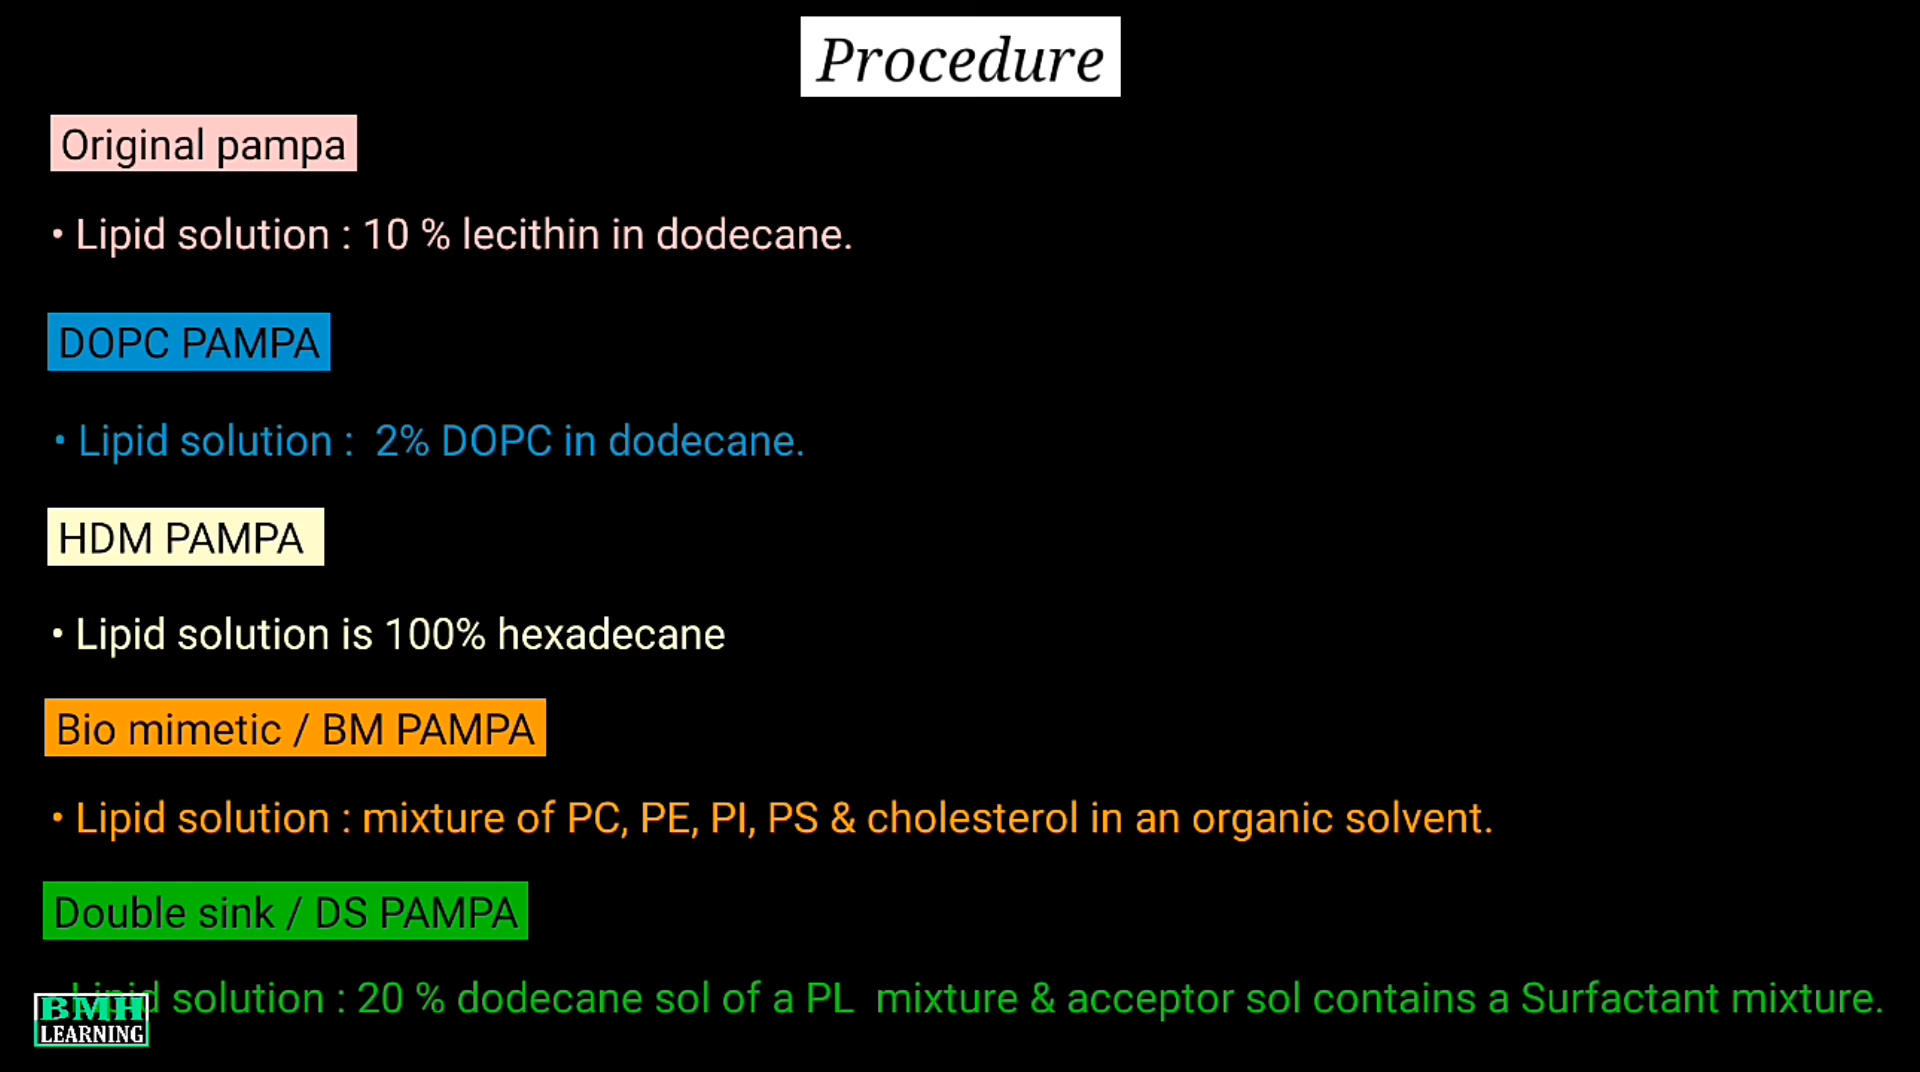 Procedure
Original pampa
• Lipid solution : 10 % lecithin in dodecane.
DOPC PAMPA
• Lipid solution : 2% DOPC in dodecane.
HDM PAMPA
• Lipid solution is 100% hexadecane
Bio mimetic / BM PAMPA
• Lipid solution : mixture of PC, PE, PI, PS & cholesterol in an organic solvent.
Double sink / DS PAMPA
Lipid solution : 20 % dodecane sol of a PL mixture & acceptor sol contains a Surfactant mixture.
BMH
LEARNING